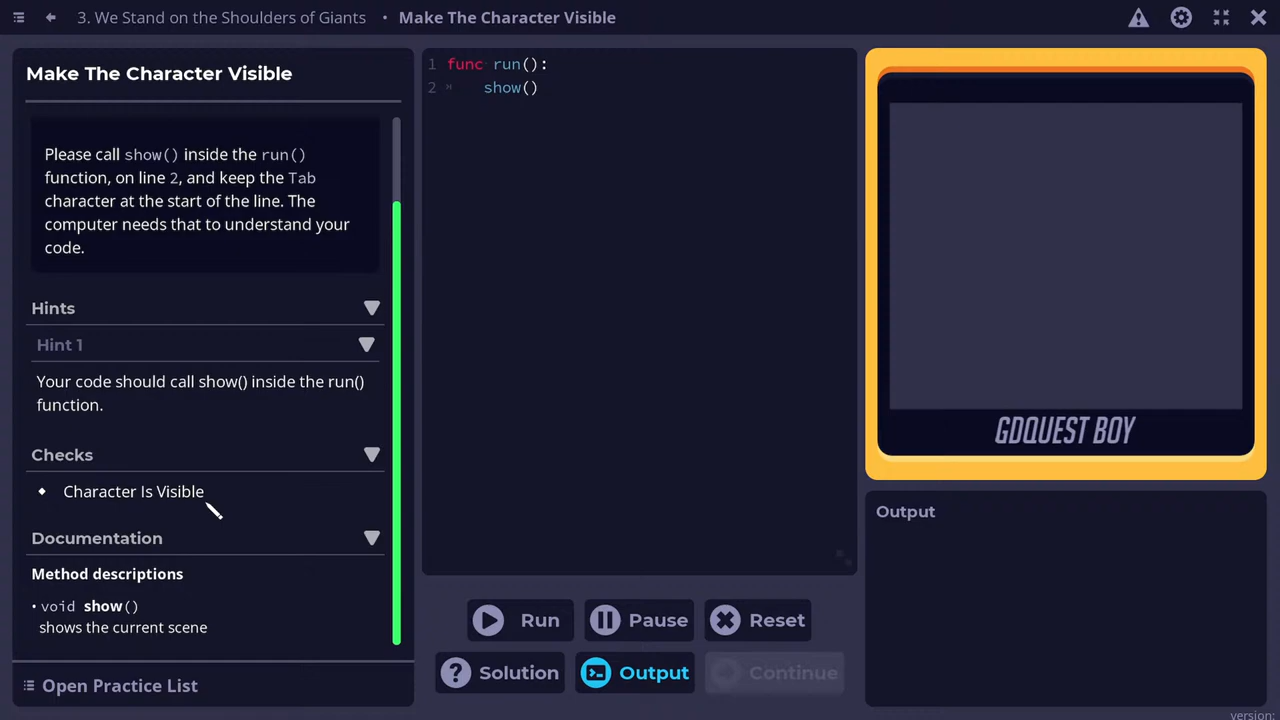 3. We Stand on the Shoulders of Giants • Make The Character Visible
Make The Character Visible
Please call show() inside the run()
function, on line 2, and keep the Tab
character at the start of the line. The
computer needs that to understand your
code.
Hints
Hint 1
Your code should call show() inside the run()
function.
Checks
Character Is Visible
Documentation
Method descriptions
• void show()
shows the current scene
Open Practice List
1 func run():
2 » show()
Run
Pause
Reset
? Solution
Output
Continue
GDQUEST BOY
Output
version: